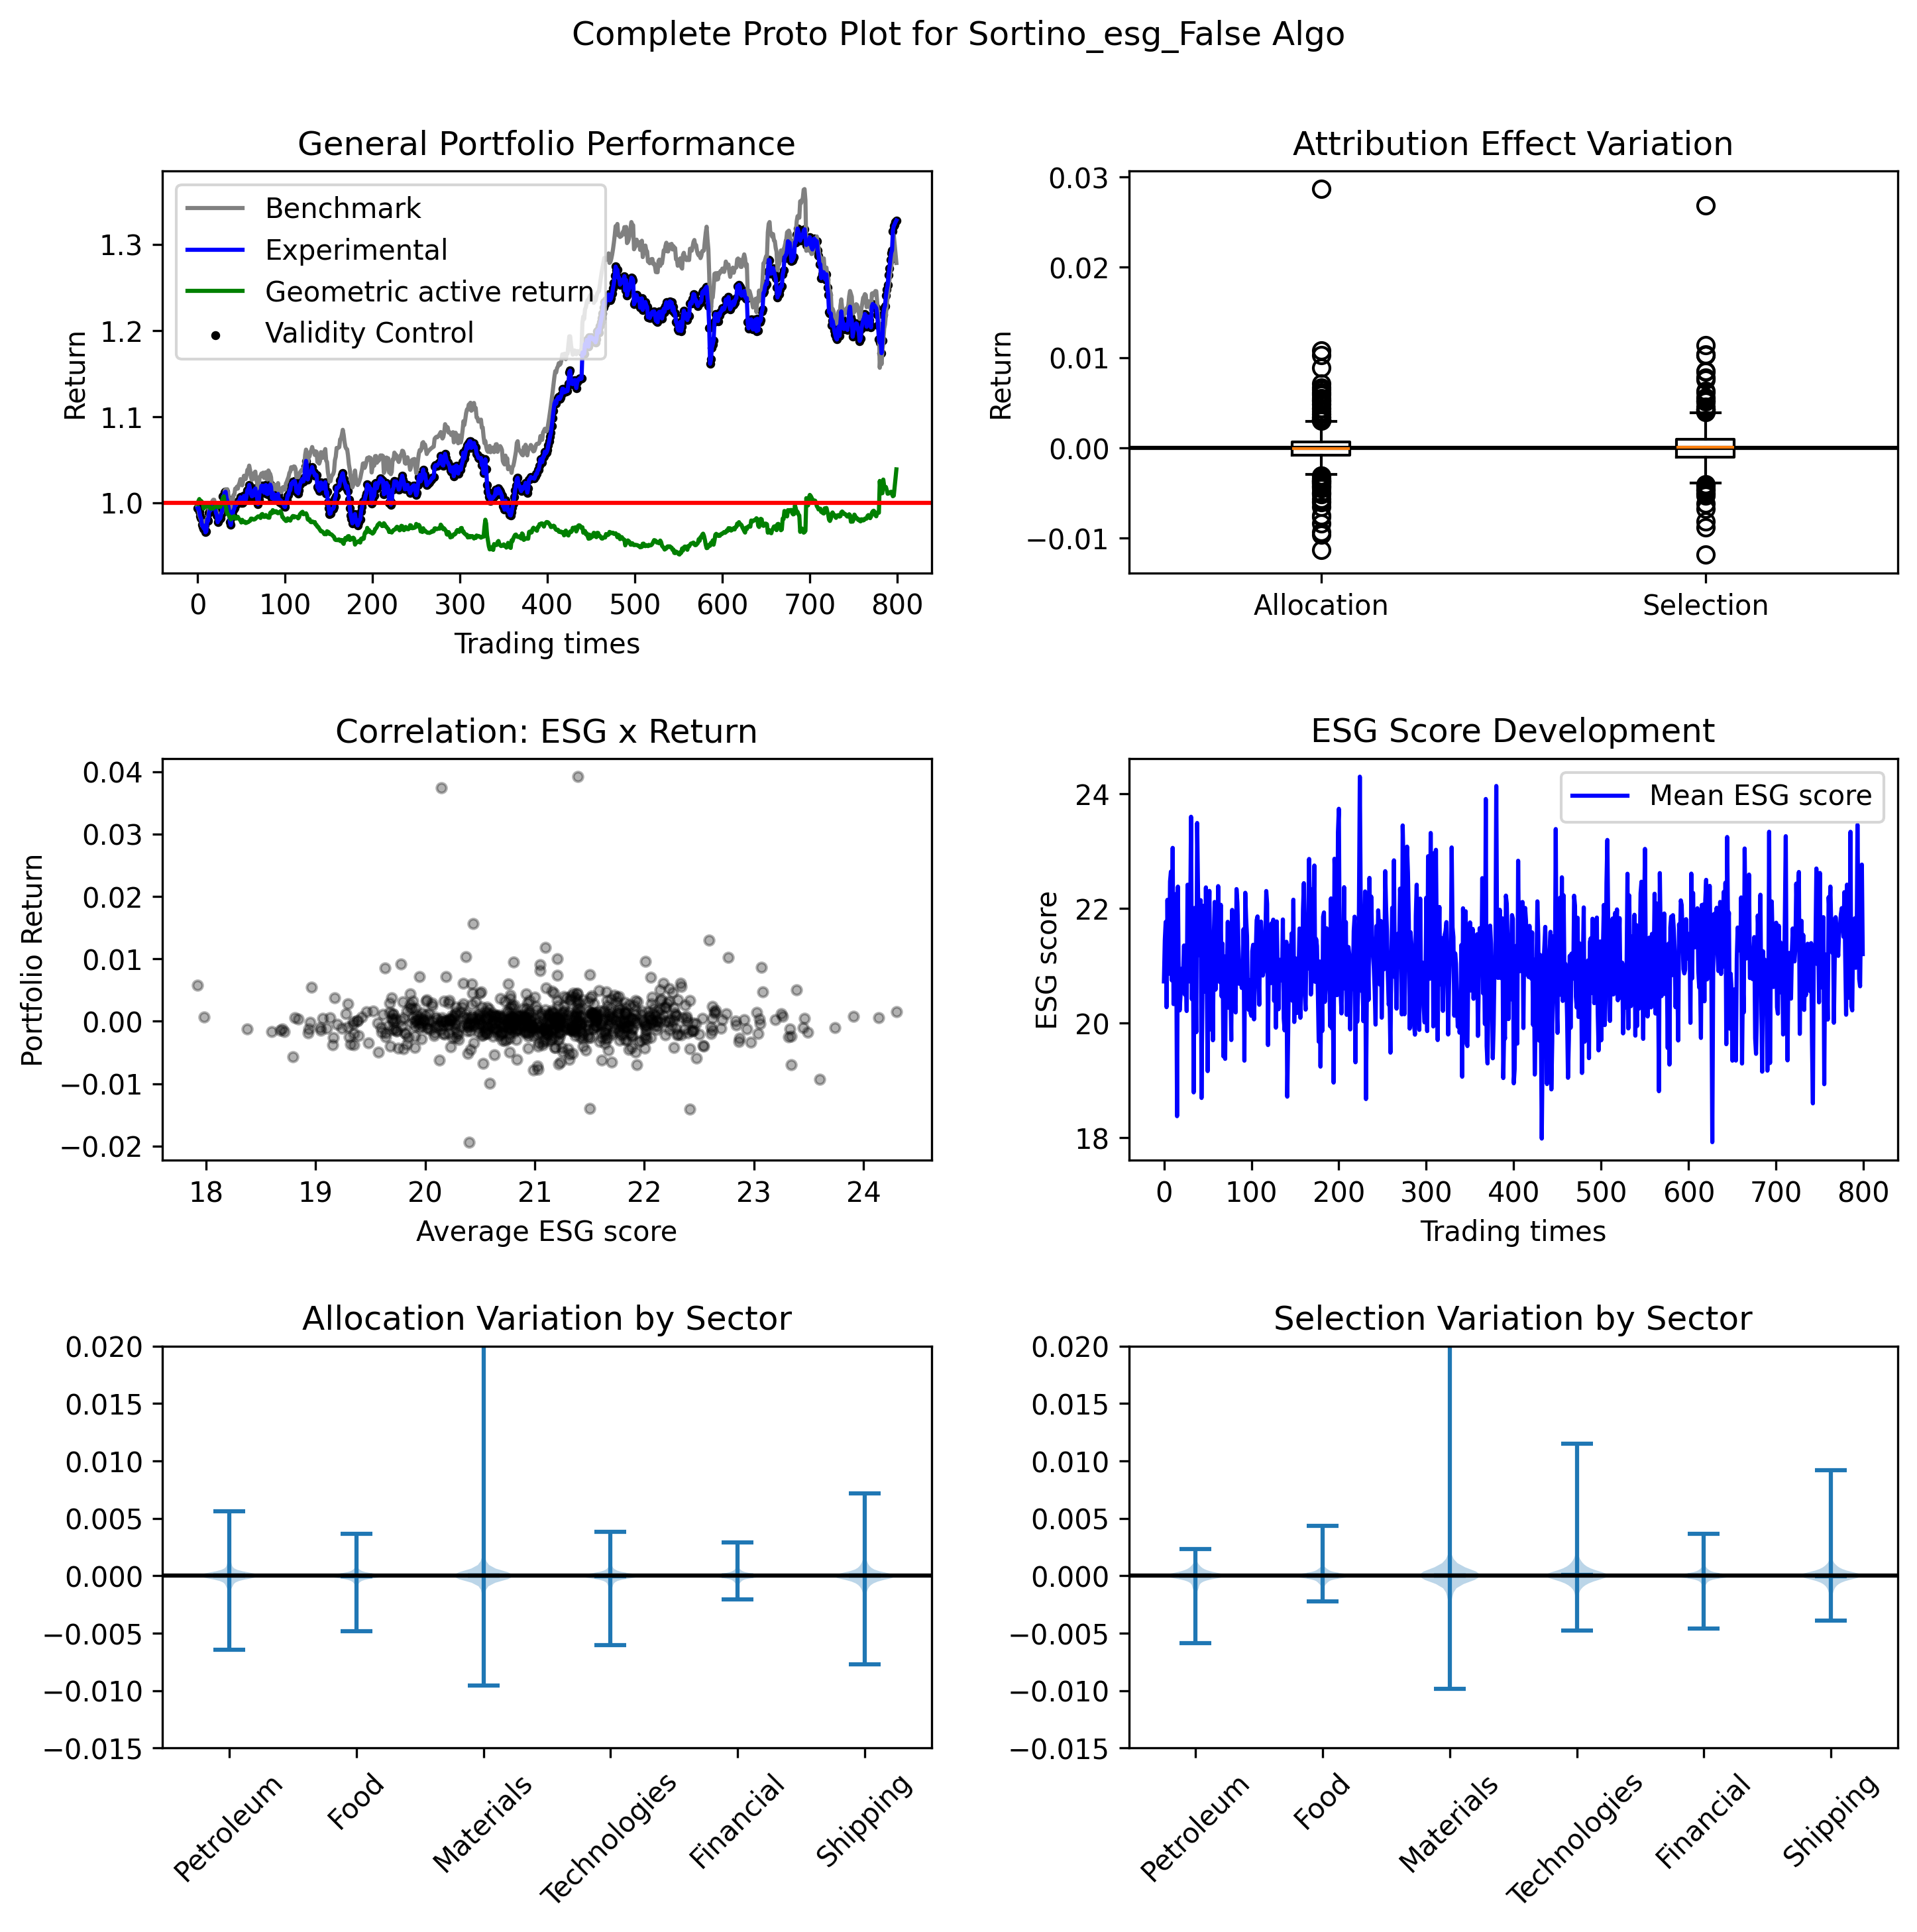 Complete Proto Plot for Sortino_esg_False Algo
General Portfolio Performance
Return
1.3
1.2
1.1
1.0
Benchmark
Experimental
Geometric active return
Validity Control
0 100 200 300 400 500 600 700 800
Trading times
Attribution Effect Variation
Return
0.03
0.02
0.01
0.00
−0.01
Allocation Selection
Correlation: ESG x Return
Portfolio Return
0.04
0.03
0.02
0.01
0.00
−0.01
−0.02
18 19 20 21 22 23 24
Average ESG score
ESG Score Development
ESG score
24
22
20
18
Mean ESG score
0 100 200 300 400 500 600 700 800
Trading times
Allocation Variation by Sector
0.020
0.015
0.010
0.005
0.000
−0.005
−0.010
−0.015
Petroleum
Food
Materials
Technologies
Financial
Shipping
Selection Variation by Sector
0.020
0.015
0.010
0.005
0.000
−0.005
−0.010
−0.015
Petroleum
Food
Materials
Technologies
Financial
Shipping